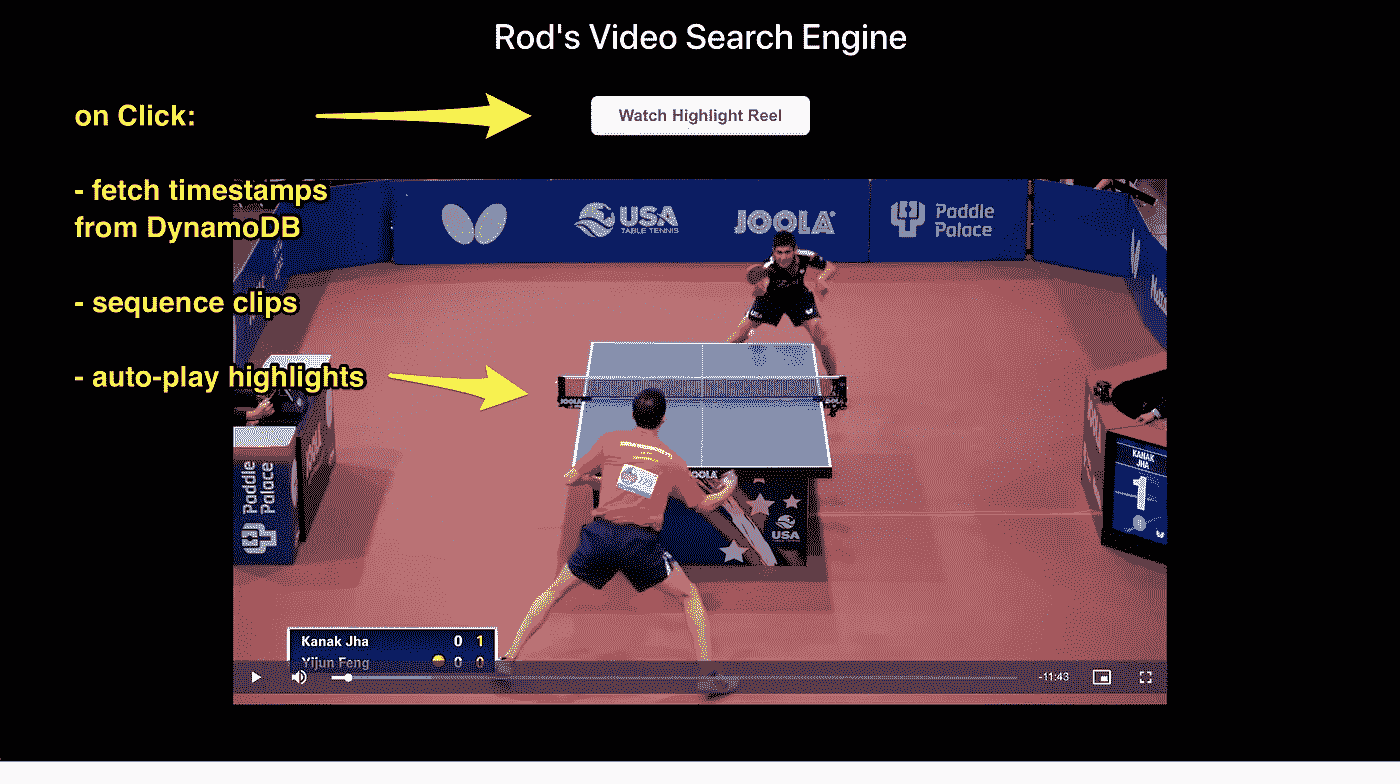 Rod's Video Search Engine
on Click:
Watch Highlight Reel
- fetch timestamps
from DynamoDB
- sequence clips
- auto-play highlights
USA
TABLE TENNIS
JOOLA
Paddle
Palace
JOOLA
JOOLA
USA
Paddle
Palace
KANAK
JHA
1
Kanak Jha 0 1
Yijun Feng 0 0
-11:43